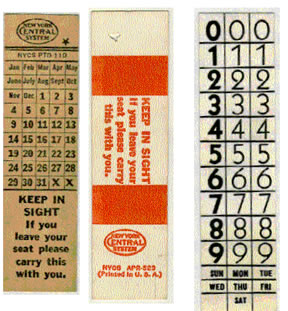 NEW YORK
CENTRAL
SYSTEM
NYCS PTD 11D
Jan Feb Mar Apr May
June July Aug Sept Oct
Nov Dec 1 2 3
4 5 6 7 8
9 10 11 12 13
14 15 16 17 18
19 20 21 22 23
24 25 26 27 28
29 30 31 X X
KEEP IN
SIGHT
If you
leave your
seat please
carry this
with you.
KEEP IN SIGHT
If you leave your
seat please carry
this with you.
NEW YORK
CENTRAL
SYSTEM
NYCS APR-525
(Printed in U. S. A.)
0 0 0
1 1 1
2 2 2
3 3 3
4 4 4
5 5 5
6 6 6
7 7 7
8 8 8
9 9 9
SUN MON TUE
WED THU FRI
SAT